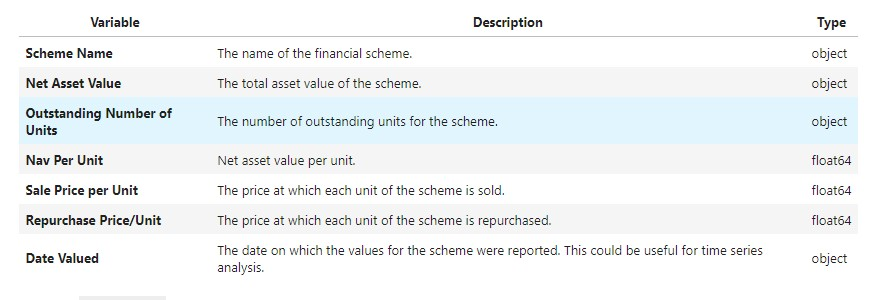 Variable Description Type
Scheme Name The name of the financial scheme. object
Net Asset Value The total asset value of the scheme. object
Outstanding Number of
Units The number of outstanding units for the scheme. object
Nav Per Unit Net asset value per unit. float64
Sale Price per Unit The price at which each unit of the scheme is sold. float64
Repurchase Price/Unit The price at which each unit of the scheme is repurchased. float64
Date Valued The date on which the values for the scheme were reported. This could be useful for time series
analysis. object